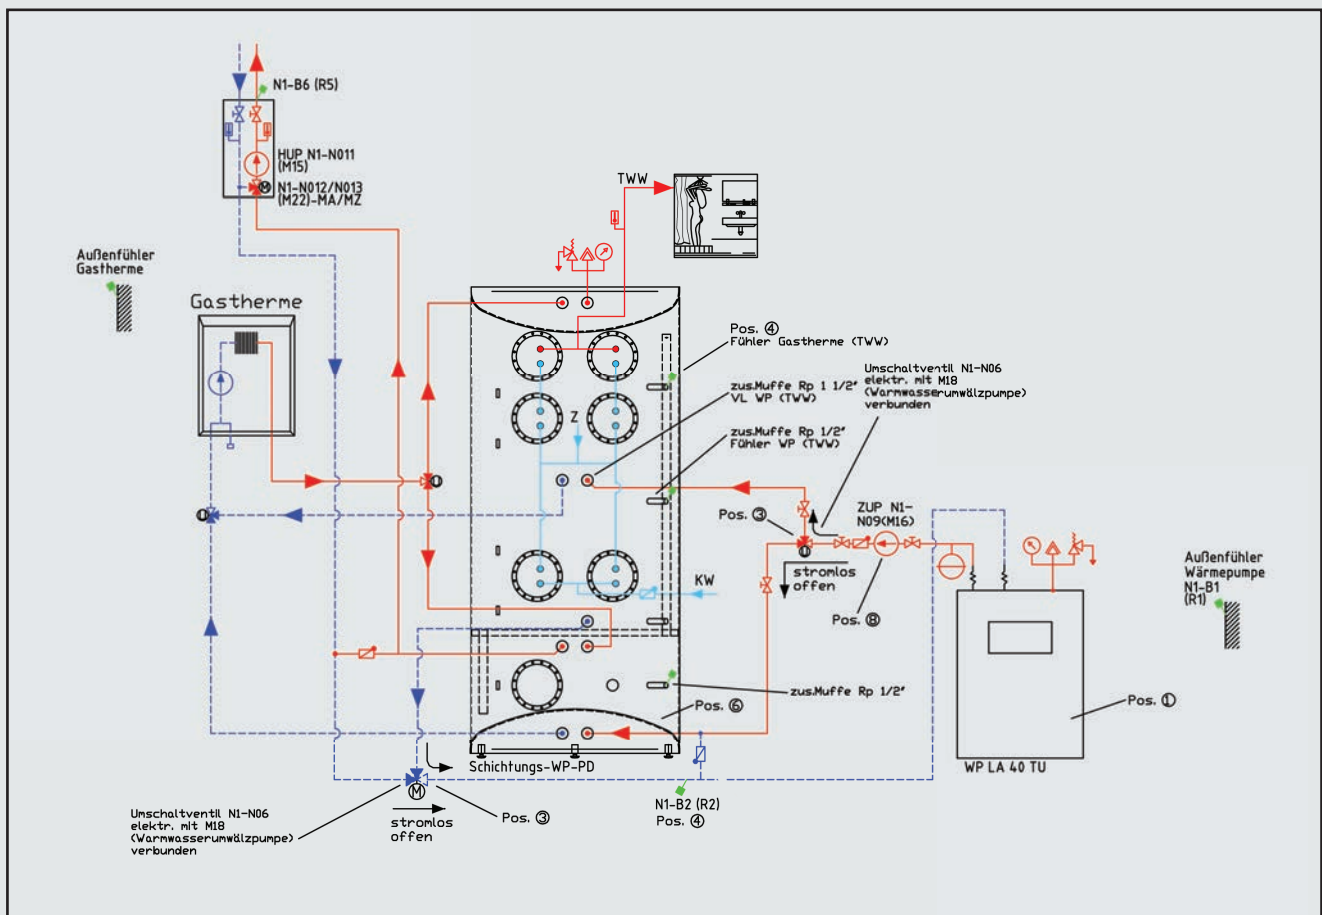 N1-B6 (R5)
HUP N1-N011
(M15)
N1-N012/N013
(M22)-MA/MZ
M
TWW
Außenfühler
Gastherme
Gastherme
Pos. ④
Fühler Gastherme (TWW)
Umschaltventil N1-N06
elektr. mit M18
(Warmwasserumwälzpumpe)
verbunden
zus.Muffe Rp 1 1/2"
VL WP (TWW)
Z
zus.Muffe Rp 1/2"
Fühler WP (TWW)
Pos. ③
ZUP N1-
N09(M16)
stromlos
offen
KW
Pos. ⑧
Außenfühler
Wärmepumpe
N1-B1
(R1)
zus.Muffe Rp 1/2"
Pos. ⑥
Pos. ①
Schichtungs-WP-PD
WP LA 40 TU
M
N1-B2 (R2)
Pos. ④
Umschaltventil N1-N06
elektr. mit M18
(Warmwasserumwälzpumpe)
verbunden
stromlos
offen
Pos. ③